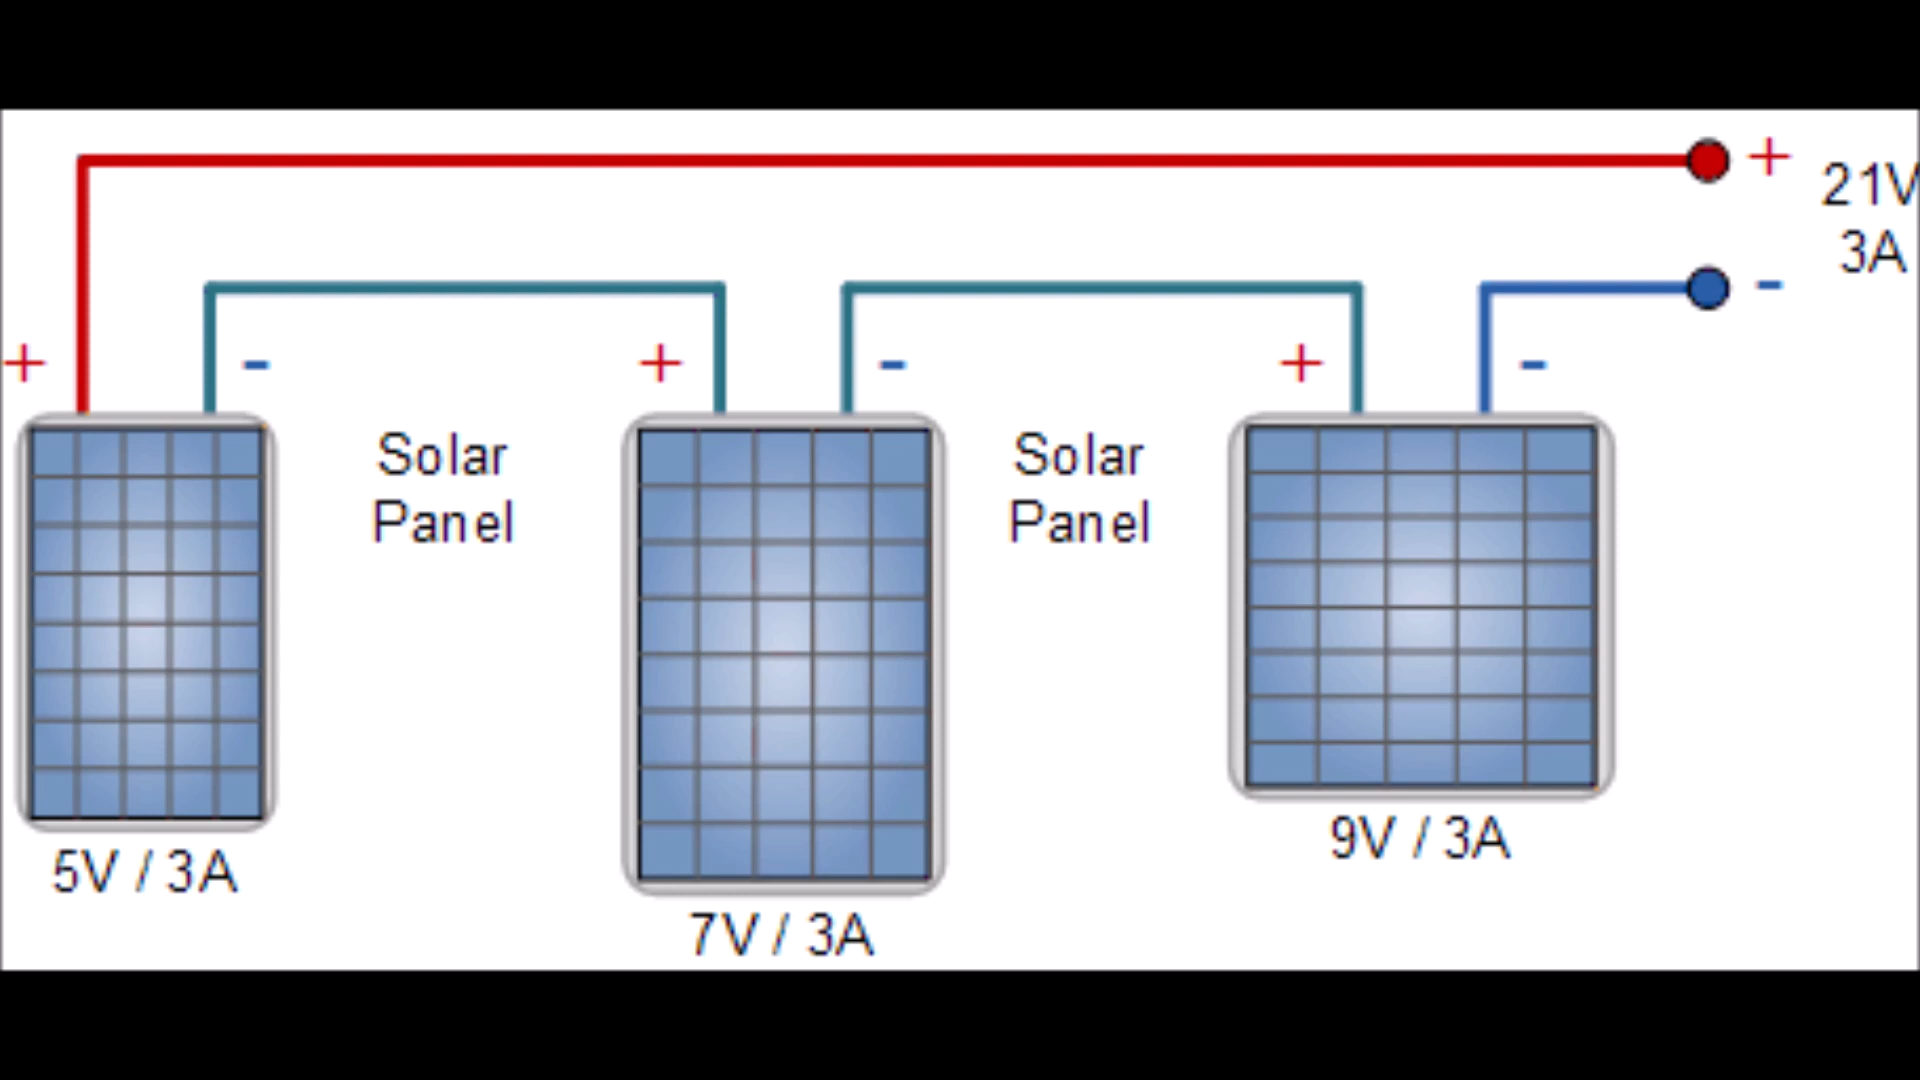 +
21V
3A
-
+
-
+
-
+
-
Solar
Panel
Solar
Panel
5V / 3A
7V / 3A
9V / 3A